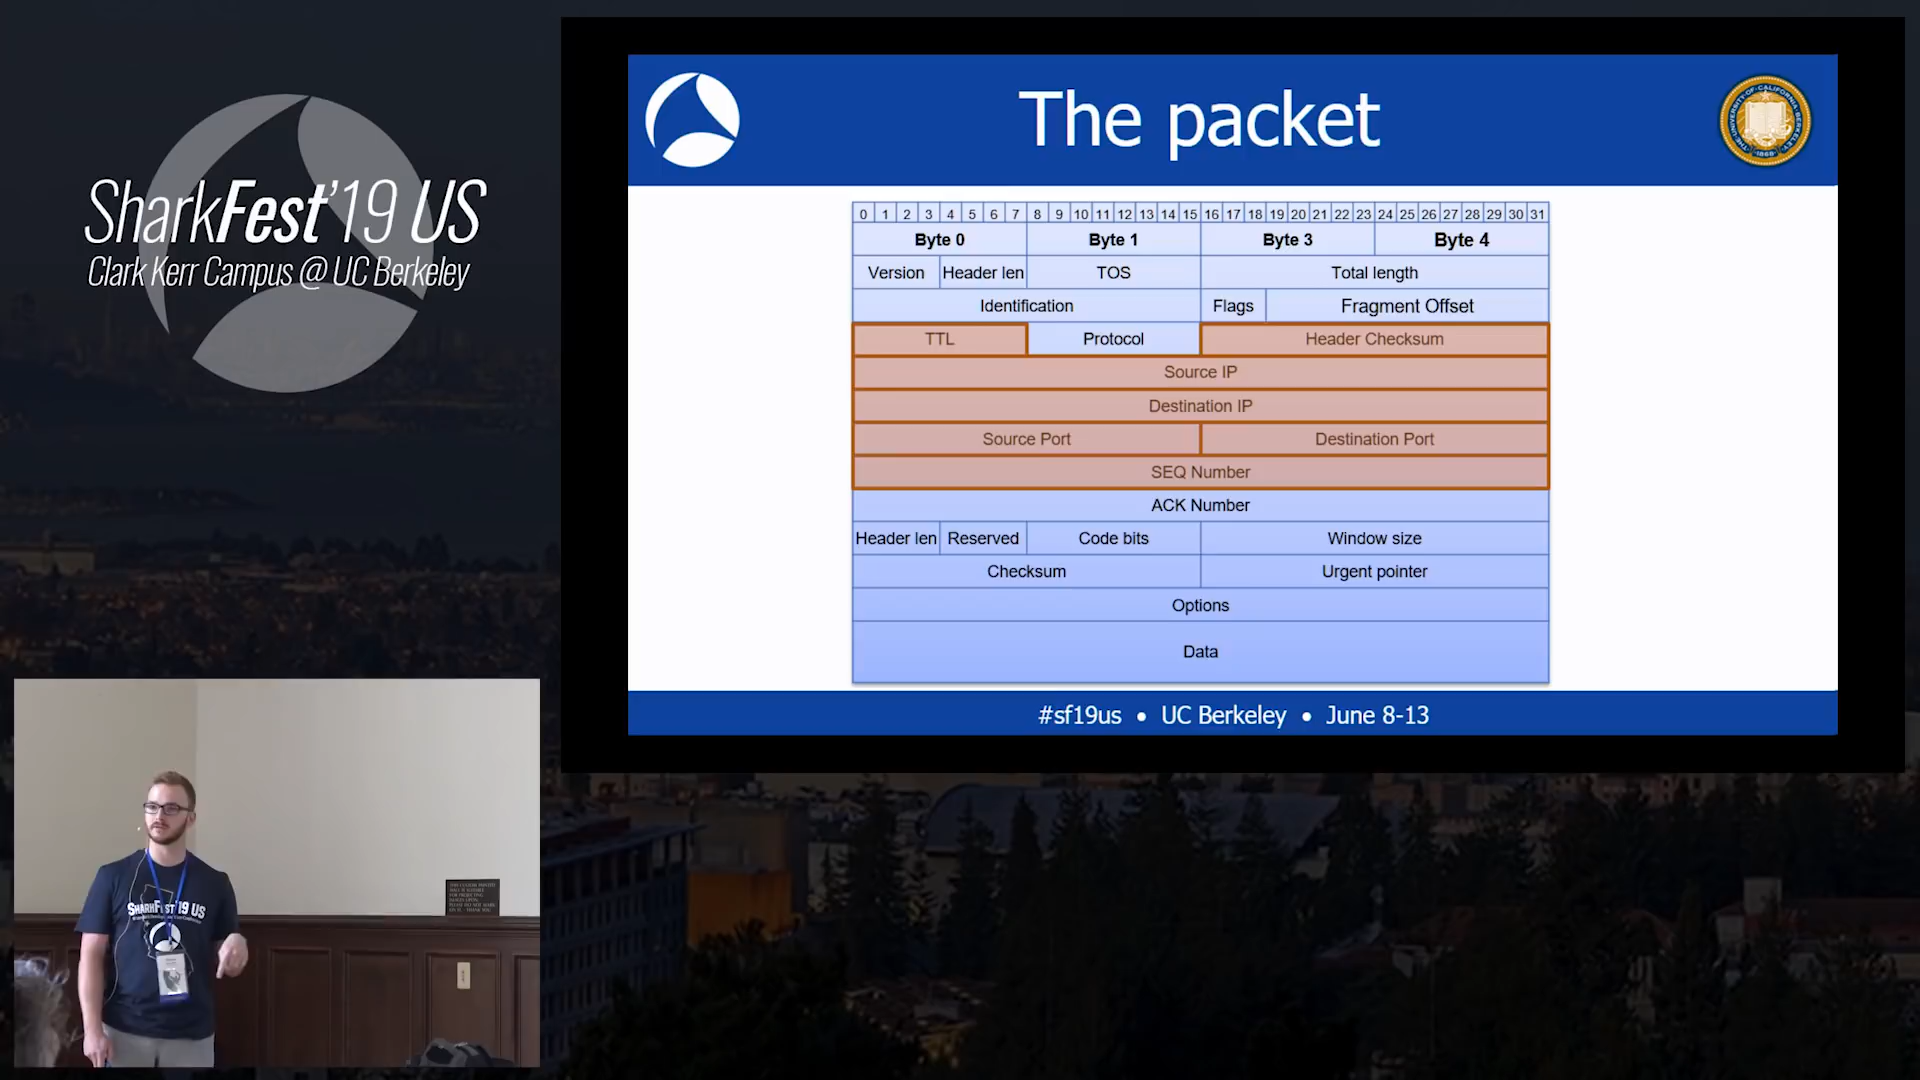 SharkFest'19 US
Clark Kerr Campus @ UC Berkeley
The packet
0 1 2 3 4 5 6 7 8 9 10 11 12 13 14 15 16 17 18 19 20 21 22 23 24 25 26 27 28 29 30 31
Byte 0 Byte 1 Byte 3 Byte 4
Version Header len TOS Total length
Identification Flags Fragment Offset
TTL Protocol Header Checksum
Source IP
Destination IP
Source Port Destination Port
SEQ Number
ACK Number
Header len Reserved Code bits Window size
Checksum Urgent pointer
Options
Data
#sf19us • UC Berkeley • June 8-13
SHARKFEST'19 US